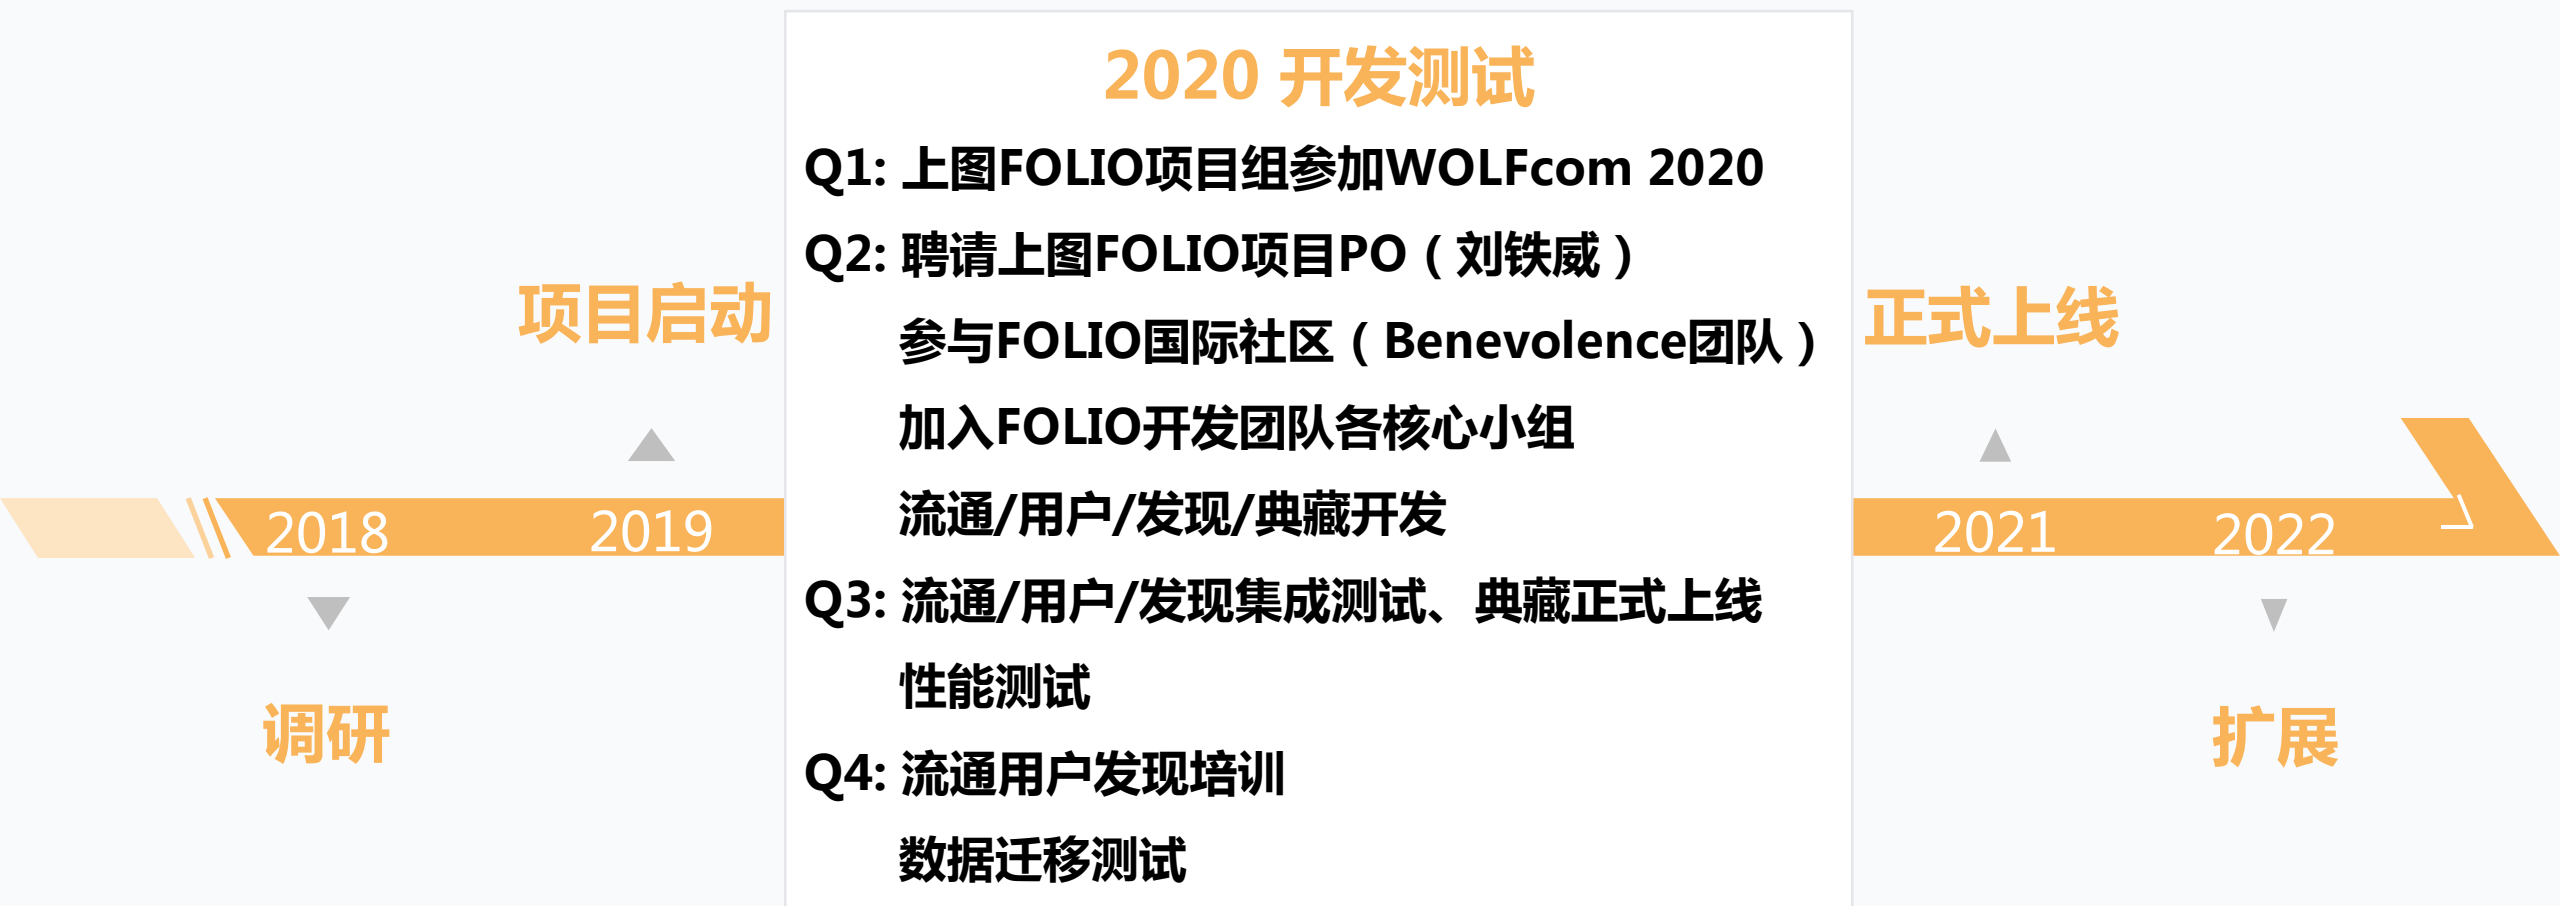 2020 开发测试
Q1: 上图FOLIO项目组参加WOLFcom 2020
Q2: 聘请上图FOLIO项目PO（刘铁威）
参与FOLIO国际社区（Benevolence团队）
加入FOLIO开发团队各核心小组
流通/用户/发现/典藏开发
Q3: 流通/用户/发现集成测试、典藏正式上线
性能测试
Q4: 流通用户发现培训
数据迁移测试
项目启动
正式上线
2018
2019
2021
2022
调研
扩展